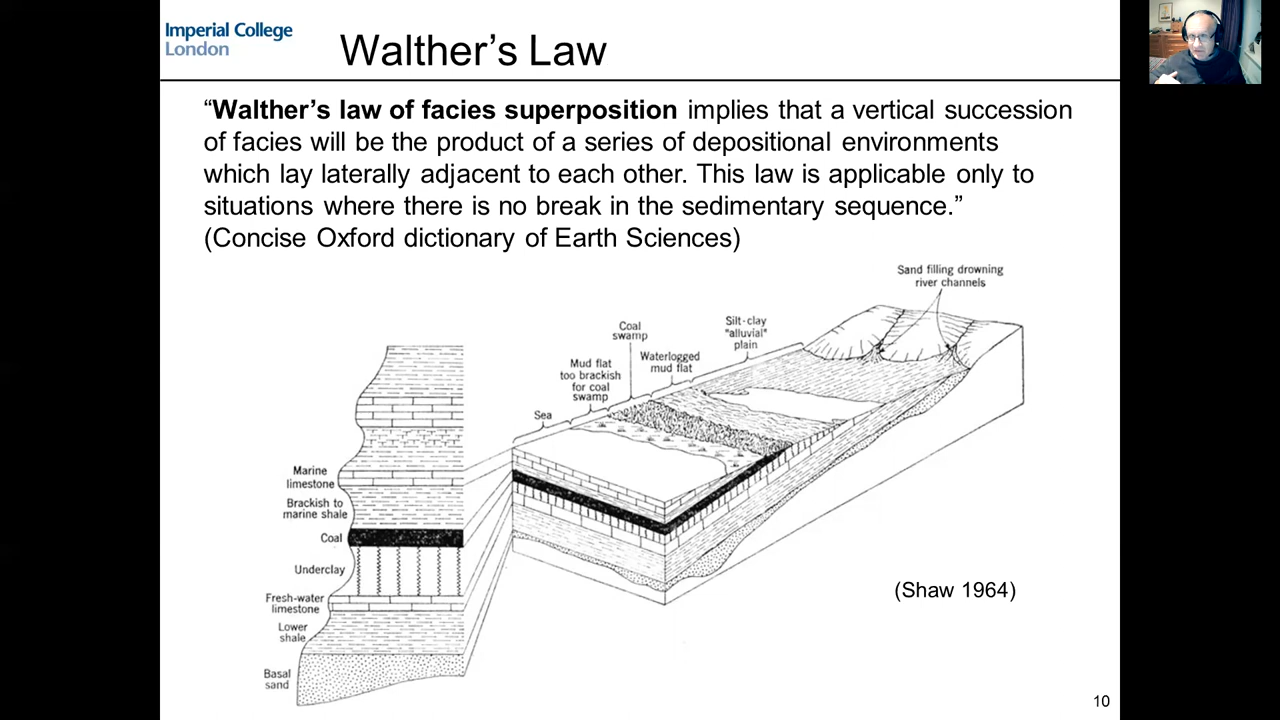 Imperial College
London
Walther's Law
“Walther’s law of facies superposition implies that a vertical succession
of facies will be the product of a series of depositional environments
which lay laterally adjacent to each other. This law is applicable only to
situations where there is no break in the sedimentary sequence.”
(Concise Oxford dictionary of Earth Sciences)
Sand filling drowning
river channels
Silt-clay
"alluvial"
plain
Coal
swamp
Waterlogged
mud flat
Mud flat
too brackish
for coal
swamp
Sea
Marine
limestone
Brackish to
marine shale
Coal
Underclay
Fresh-water
limestone
Lower
shale
Basal
sand
(Shaw 1964)
10